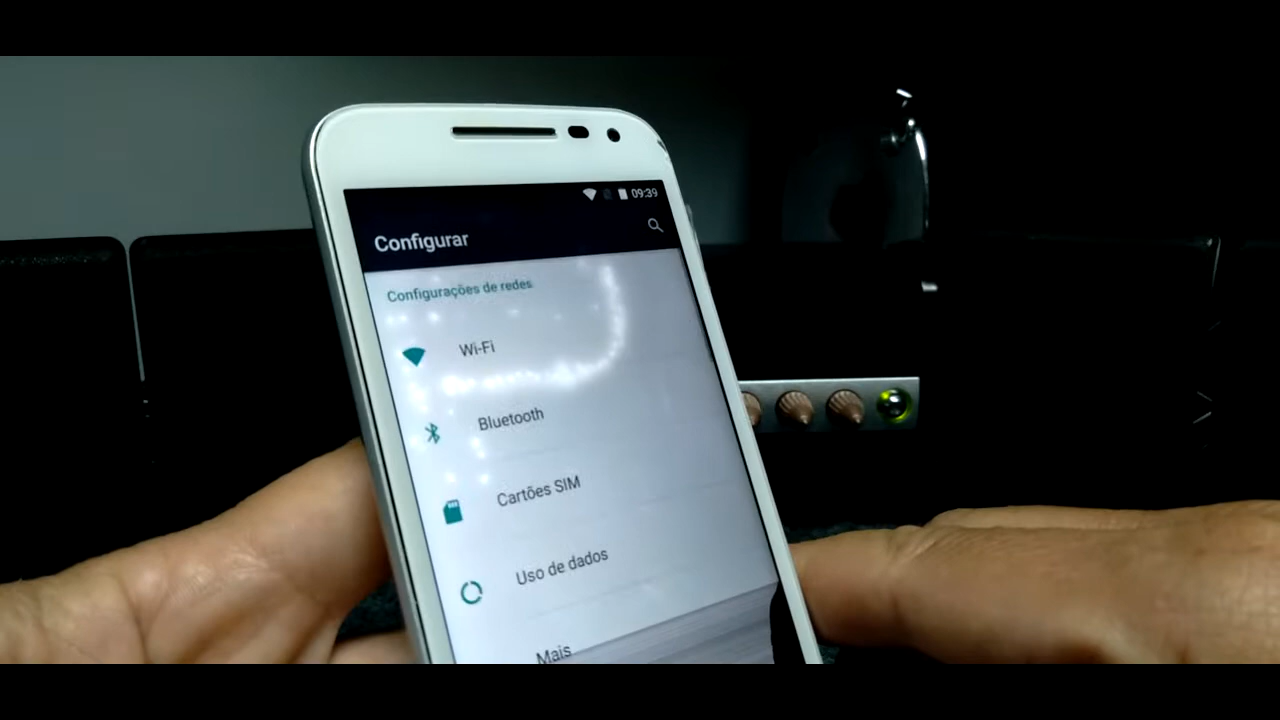 09:39
Configurar
Configurações de redes
Wi-Fi
Bluetooth
Cartões SIM
Uso de dados
Mais